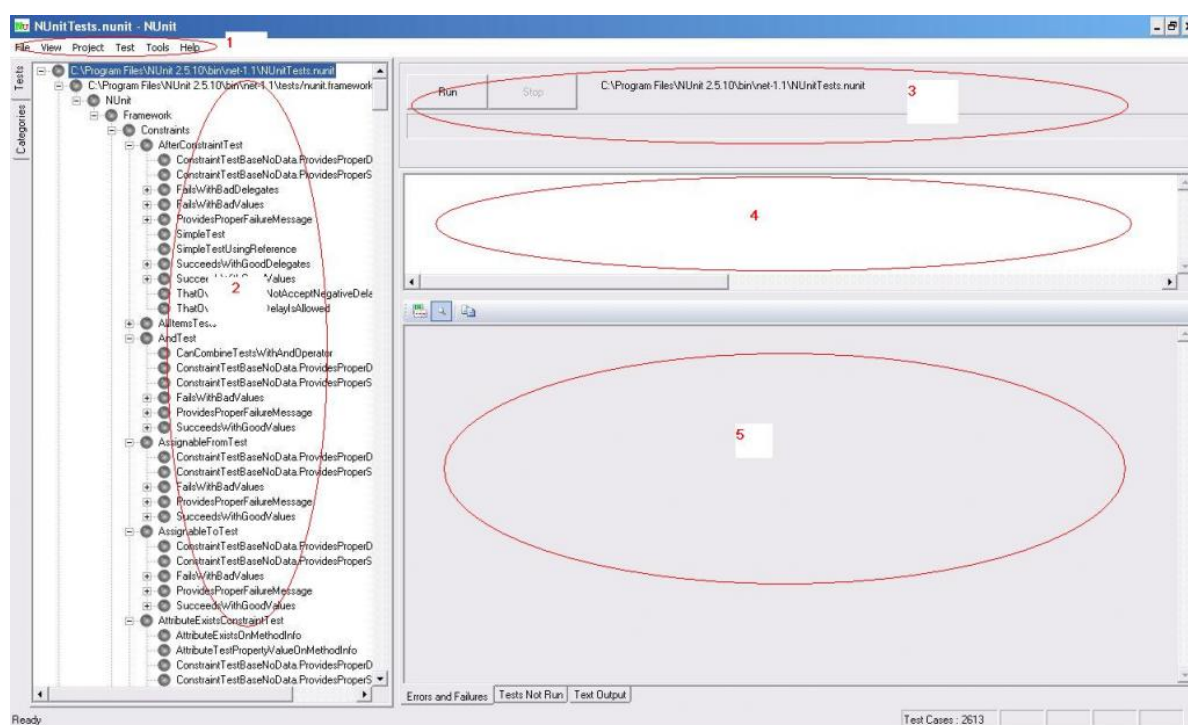 NUnitTests.nunit - NUnit
File View Project Test Tools Help 1
Tests
Categories
C:\Program Files\NUnit 2.5.10\bin\net-1.1\NUnitTests.nunit
C:\Program Files\NUnit 2.5.10\bin\net-1.1\tests/nunit.framework
NUnit
Framework
Constraints
AfterConstraintTest
ConstraintTestBaseNoData.ProvidesProperD
ConstraintTestBaseNoData.ProvidesProperS
FailsWithBadDelegates
FailsWithBadValues
ProvidesProperFailureMessage
SimpleTest
SimpleTestUsingReference
SucceedsWithGoodDelegates
Values
2
NotAcceptNegativeDela
DelayIsAllowed
AllItemsTests
AndTest
CanCombineTestsWithAndOperator
ConstraintTestBaseNoData.ProvidesProperD
ConstraintTestBaseNoData.ProvidesProperS
FailsWithBadValues
ProvidesProperFailureMessage
SucceedsWithGoodValues
AssignableFromTest
ConstraintTestBaseNoData.ProvidesProperD
ConstraintTestBaseNoData.ProvidesProperS
FailsWithBadValues
ProvidesProperFailureMessage
SucceedsWithGoodValues
AssignableToTest
ConstraintTestBaseNoData.ProvidesProperD
ConstraintTestBaseNoData.ProvidesProperS
FailsWithBadValues
ProvidesProperFailureMessage
SucceedsWithGoodValues
AttributeExistsConstraintTest
AttributeExistsOnMethodInfo
AttributeTestPropertyValueOnMethodInfo
ConstraintTestBaseNoData.ProvidesProperD
ConstraintTestBaseNoData.ProvidesProperS
Run Stop C:\Program Files\NUnit 2.5.10\bin\net-1.1\NUnitTests.nunit
3
4
5
Errors and Failures Tests Not Run Text Output
Ready Test Cases : 2613